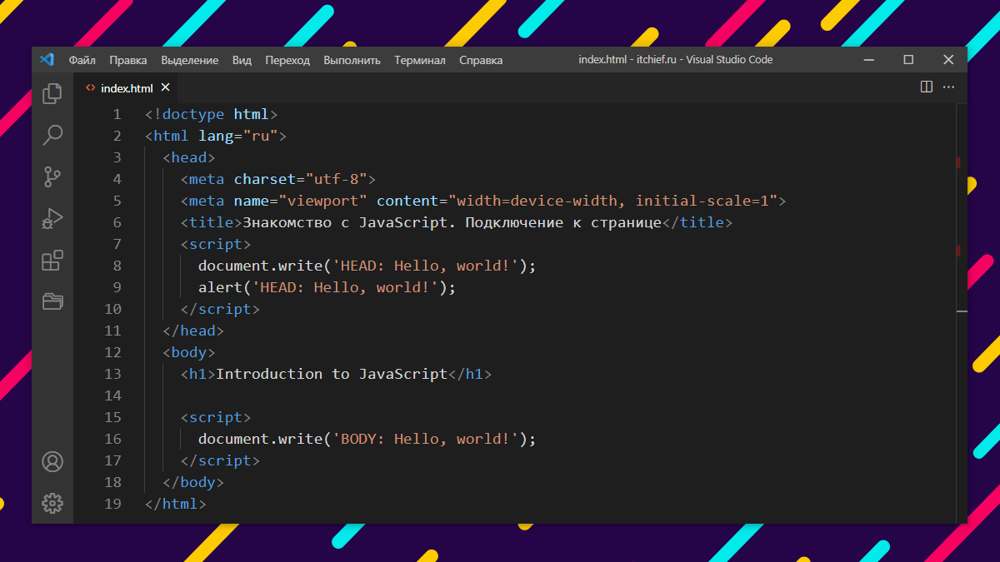 Файл Правка Выделение Вид Переход Выполнить Терминал Справка index.html - itchief.ru - Visual Studio Code
index.html
1 <!doctype html>
2 <html lang="ru">
3 <head>
4 <meta charset="utf-8">
5 <meta name="viewport" content="width=device-width, initial-scale=1">
6 <title>Знакомство с JavaScript. Подключение к странице</title>
7 <script>
8 document.write('HEAD: Hello, world!');
9 alert('HEAD: Hello, world!');
10 </script>
11 </head>
12 <body>
13 <h1>Introduction to JavaScript</h1>
14
15 <script>
16 document.write('BODY: Hello, world!');
17 </script>
18 </body>
19 </html>